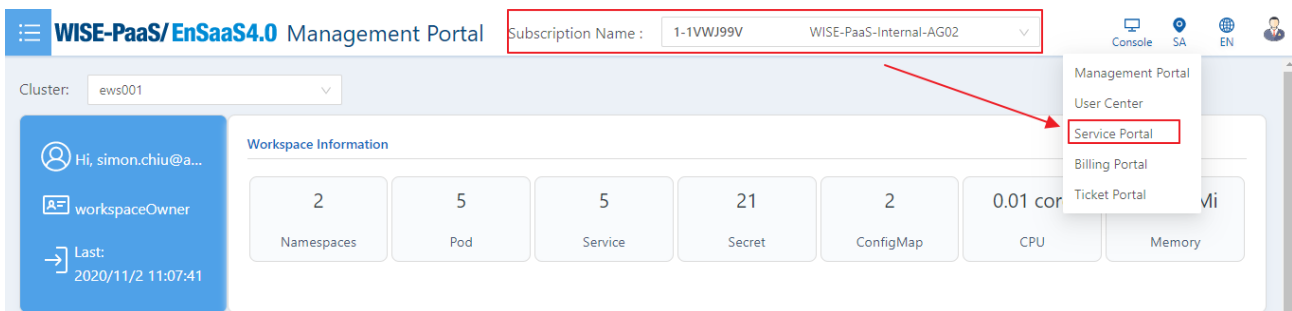 WISE-PaaS/EnSaaS4.0 Management Portal
Subscription Name : 1-1VWJ99V WISE-PaaS-Internal-AG02
Console SA EN
Management Portal
User Center
Service Portal
Billing Portal
Ticket Portal
Cluster: ews001
Hi, simon.chiu@a...
workspaceOwner
Last:
2020/11/2 11:07:41
Workspace Information
2 5 5 21 2 0.01 cor Mi
Namespaces Pod Service Secret ConfigMap CPU Memory